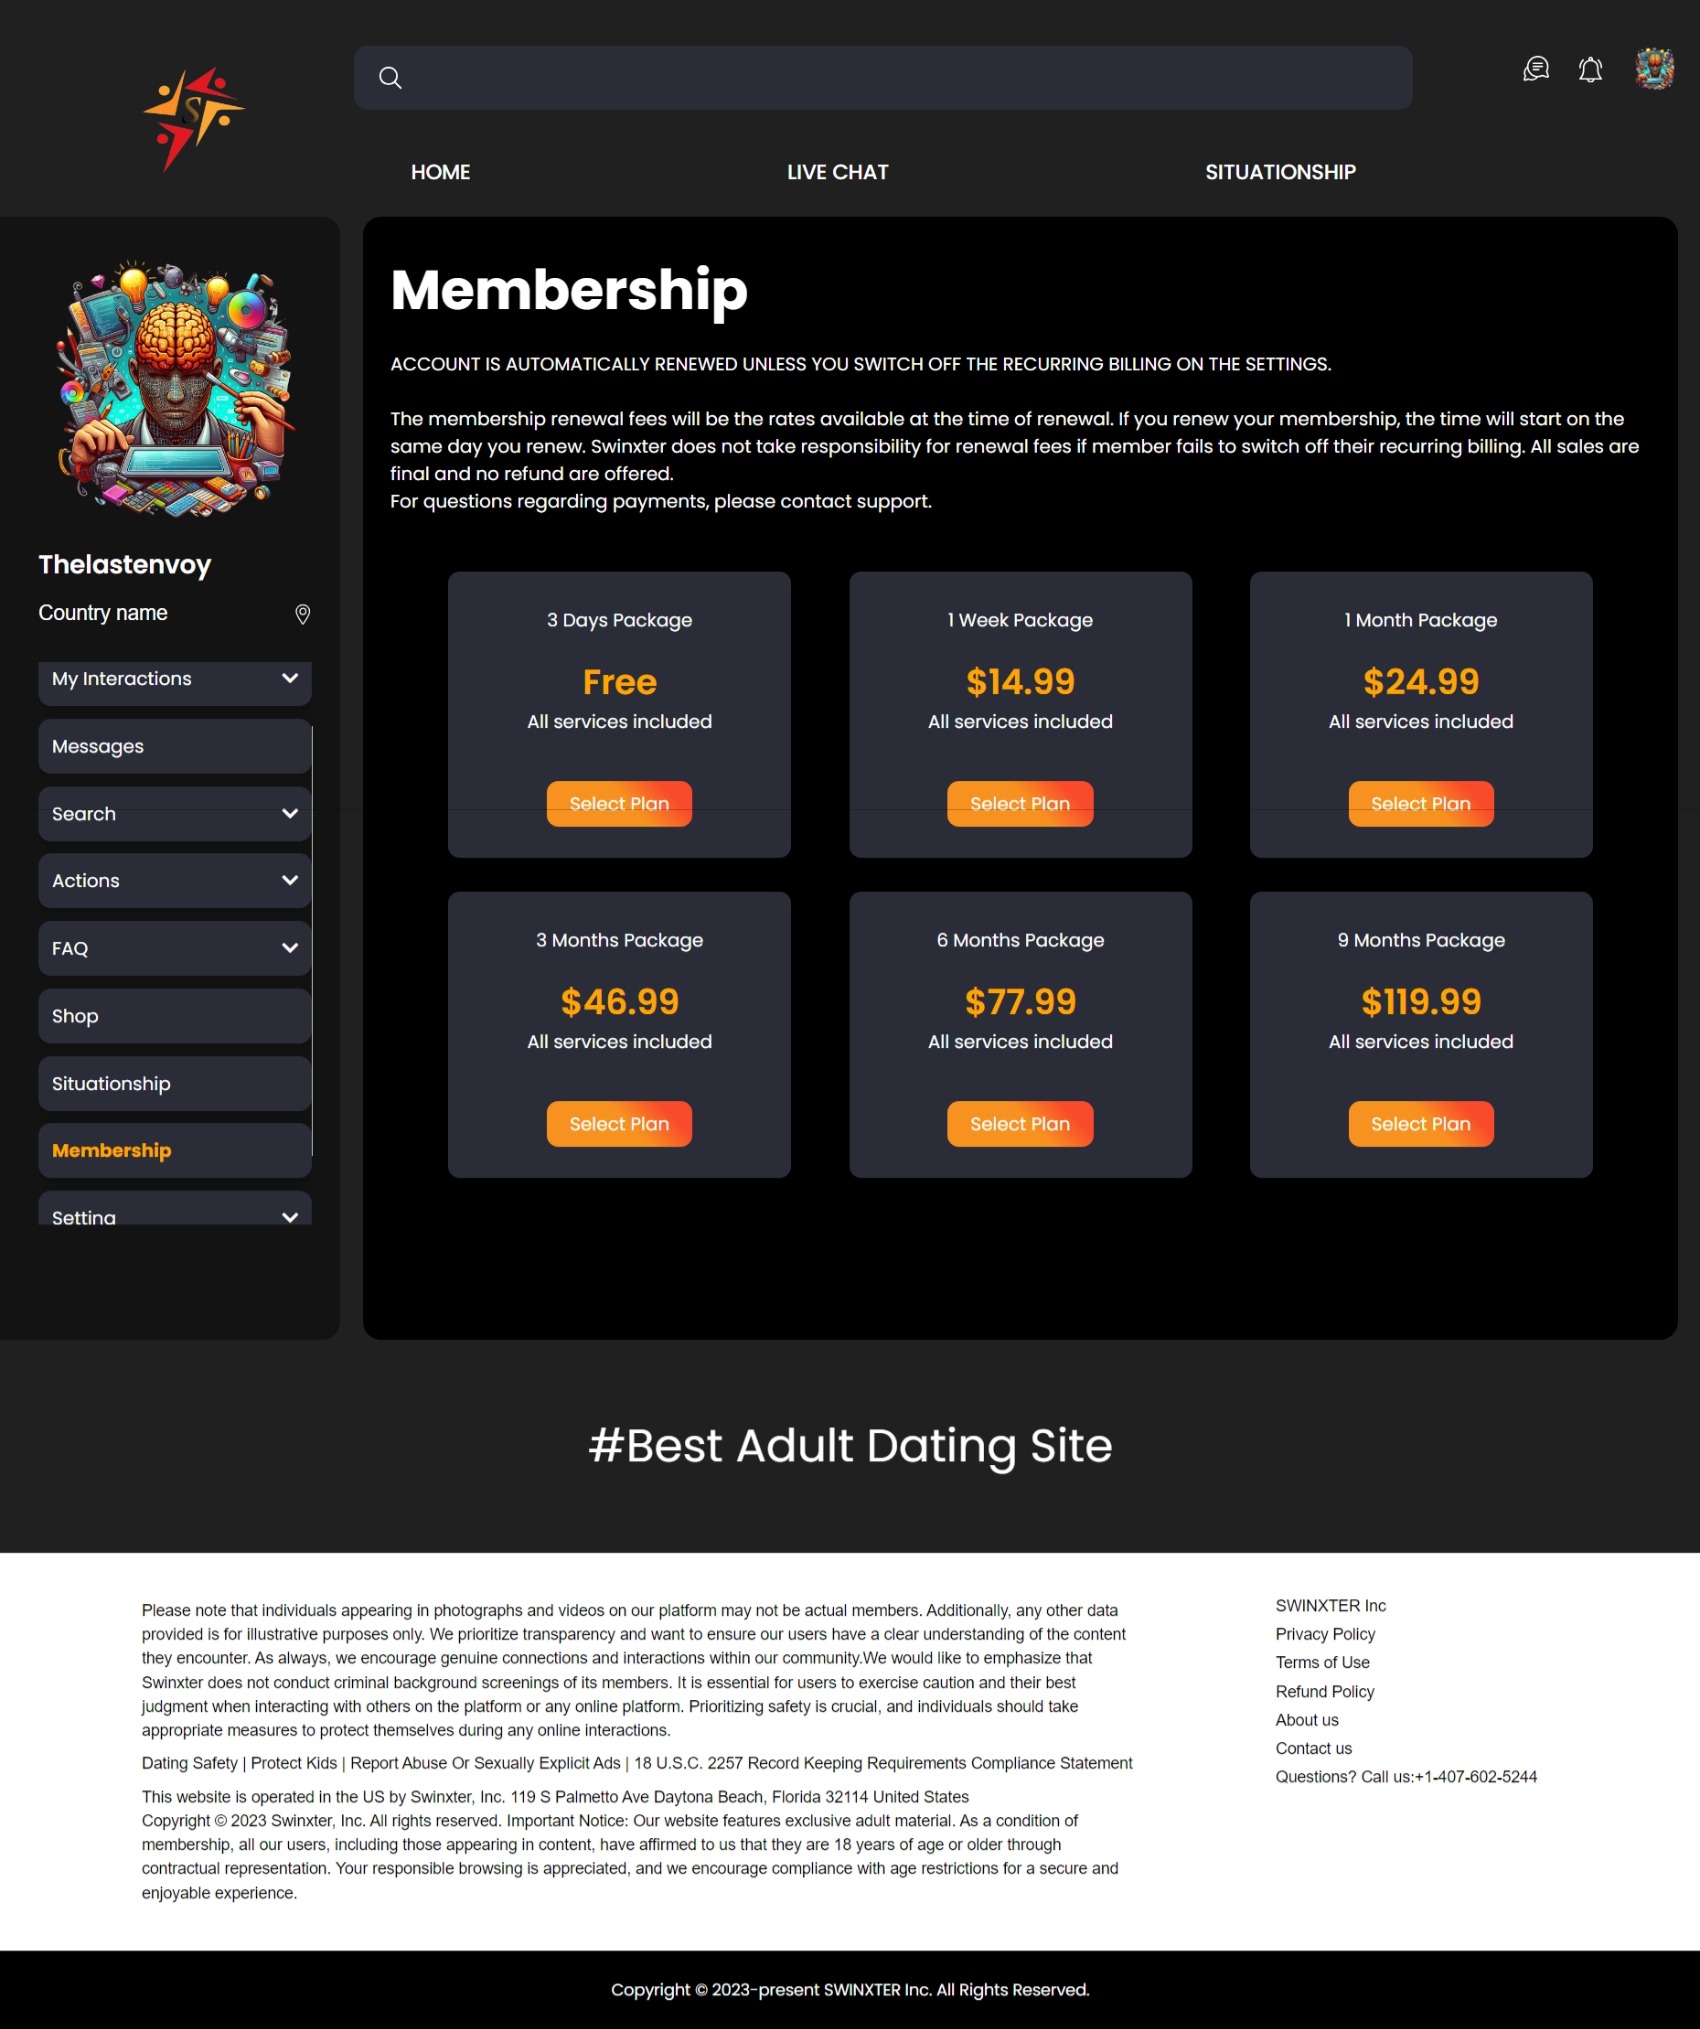 S
HOME
LIVE CHAT
SITUATIONSHIP
Thelastenvoy
Country name
My Interactions
Messages
Search
Actions
FAQ
Shop
Situationship
Membership
Setting
Membership
ACCOUNT IS AUTOMATICALLY RENEWED UNLESS YOU SWITCH OFF THE RECURRING BILLING ON THE SETTINGS.
The membership renewal fees will be the rates available at the time of renewal. If you renew your membership, the time will start on the
same day you renew. Swinxter does not take responsibility for renewal fees if member fails to switch off their recurring billing. All sales are
final and no refund are offered.
For questions regarding payments, please contact support.
3 Days Package
Free
All services included
Select Plan
1 Week Package
$14.99
All services included
Select Plan
1 Month Package
$24.99
All services included
Select Plan
3 Months Package
$46.99
All services included
Select Plan
6 Months Package
$77.99
All services included
Select Plan
9 Months Package
$119.99
All services included
Select Plan
#Best Adult Dating Site
Please note that individuals appearing in photographs and videos on our platform may not be actual members. Additionally, any other data
provided is for illustrative purposes only. We prioritize transparency and want to ensure our users have a clear understanding of the content
they encounter. As always, we encourage genuine connections and interactions within our community.We would like to emphasize that
Swinxter does not conduct criminal background screenings of its members. It is essential for users to exercise caution and their best
judgment when interacting with others on the platform or any online platform. Prioritizing safety is crucial, and individuals should take
appropriate measures to protect themselves during any online interactions.
Dating Safety | Protect Kids | Report Abuse Or Sexually Explicit Ads | 18 U.S.C. 2257 Record Keeping Requirements Compliance Statement
This website is operated in the US by Swinxter, Inc. 119 S Palmetto Ave Daytona Beach, Florida 32114 United States
Copyright © 2023 Swinxter, Inc. All rights reserved. Important Notice: Our website features exclusive adult material. As a condition of
membership, all our users, including those appearing in content, have affirmed to us that they are 18 years of age or older through
contractual representation. Your responsible browsing is appreciated, and we encourage compliance with age restrictions for a secure and
enjoyable experience.
SWINXTER Inc
Privacy Policy
Terms of Use
Refund Policy
About us
Contact us
Questions? Call us:+1-407-602-5244
Copyright © 2023-present SWINXTER Inc. All Rights Reserved.